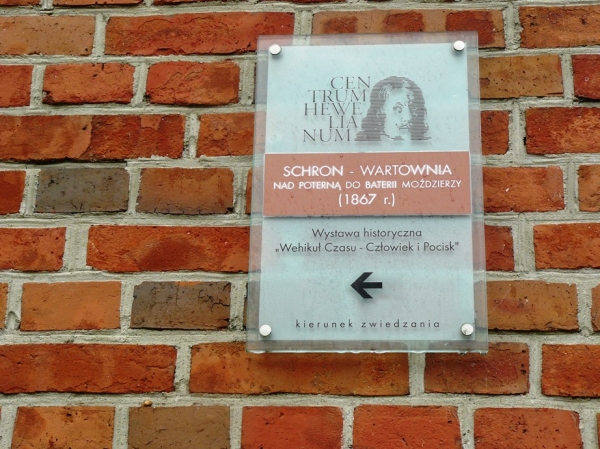 CEN
TRUM
HEWE
LIA
NUM
SCHRON - WARTOWNIA
NAD POTERNĄ DO BATERII MOŹDZIERZY
(1867 r.)
Wystawa historyczna
„Wehikuł Czasu - Człowiek i Pocisk"
kierunek zwiedzania